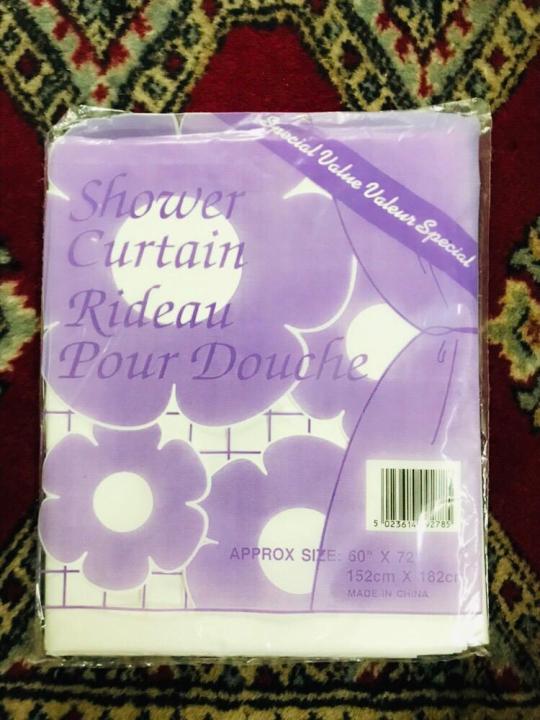 Special Value Valeur Special
Shower
Curtain
Rideau
Pour Douche
APPROX SIZE: 60" X 72
152cm X 182cm
MADE IN CHINA